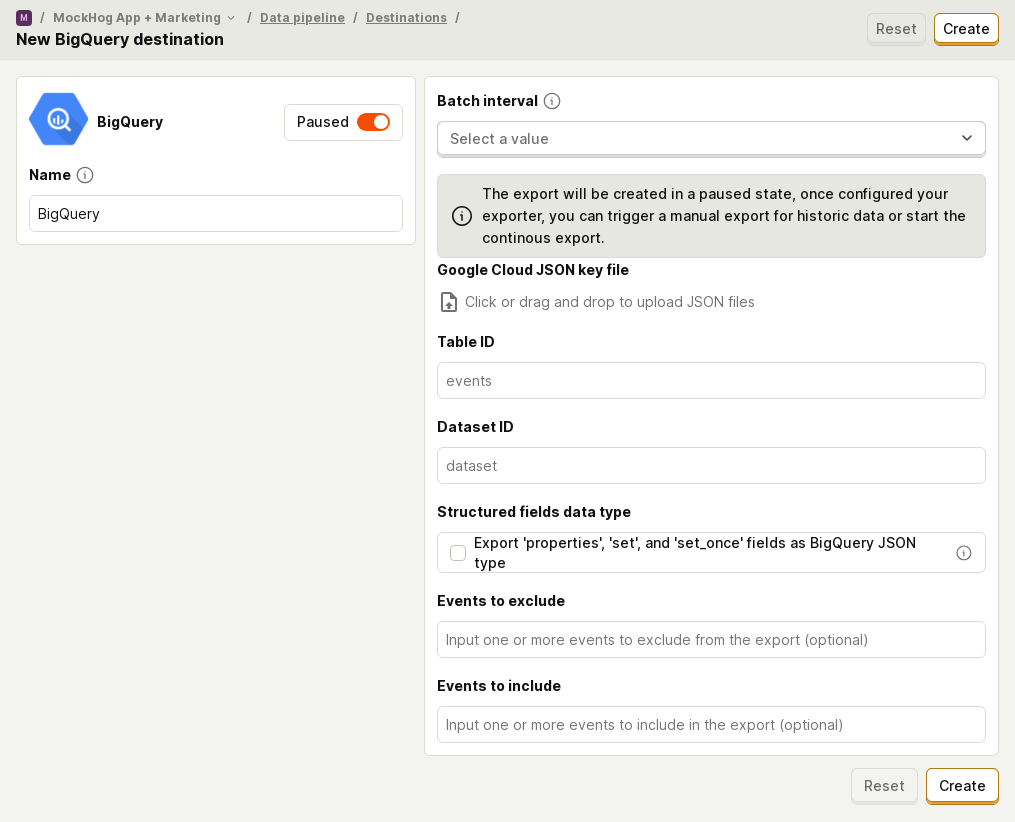 M / MockHog App + Marketing / Data pipeline / Destinations /
New BigQuery destination
Reset Create
BigQuery
Paused
Name
BigQuery
Batch interval
Select a value
The export will be created in a paused state, once configured your
exporter, you can trigger a manual export for historic data or start the
continous export.
Google Cloud JSON key file
Click or drag and drop to upload JSON files
Table ID
events
Dataset ID
dataset
Structured fields data type
Export 'properties', 'set', and 'set_once' fields as BigQuery JSON
type
Events to exclude
Input one or more events to exclude from the export (optional)
Events to include
Input one or more events to include in the export (optional)
Reset Create